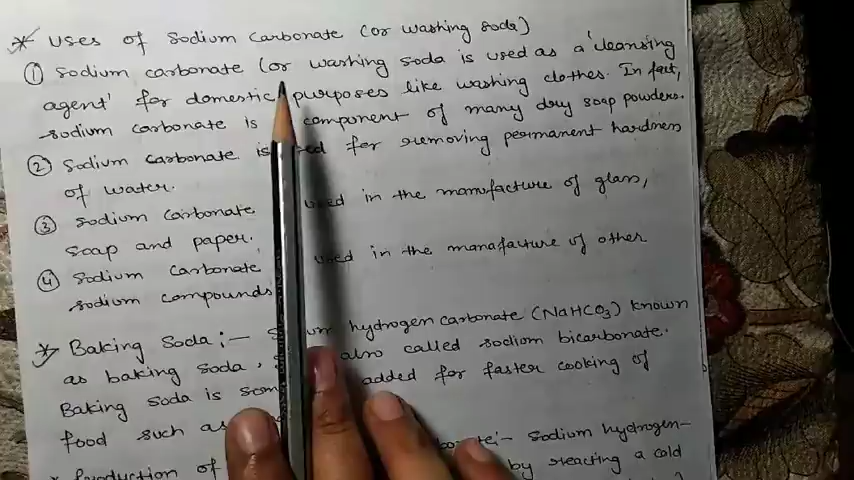 * Uses of Sodium Carbonate (or washing soda)
① Sodium carbonate (or washing soda is used as a 'cleansing
agent' for domestic purposes like washing clothes. In fact,
sodium carbonate is component of many dry soap powders.
② Sodium carbonate is for removing permanent hardness
of water.
③ Sodium carbonate used in the manufacture of glass,
soap and paper.
④ Sodium carbonate used in the manafacture of other
sodium compounds
* Baking Soda :- hydrogen carbonate (NaHCO₃) known
as baking soda. also called sodium bicarbonate.
Baking soda is added for faster cooking of
food such as
:- Sodium hydrogen-
* Production of by reacting a cold